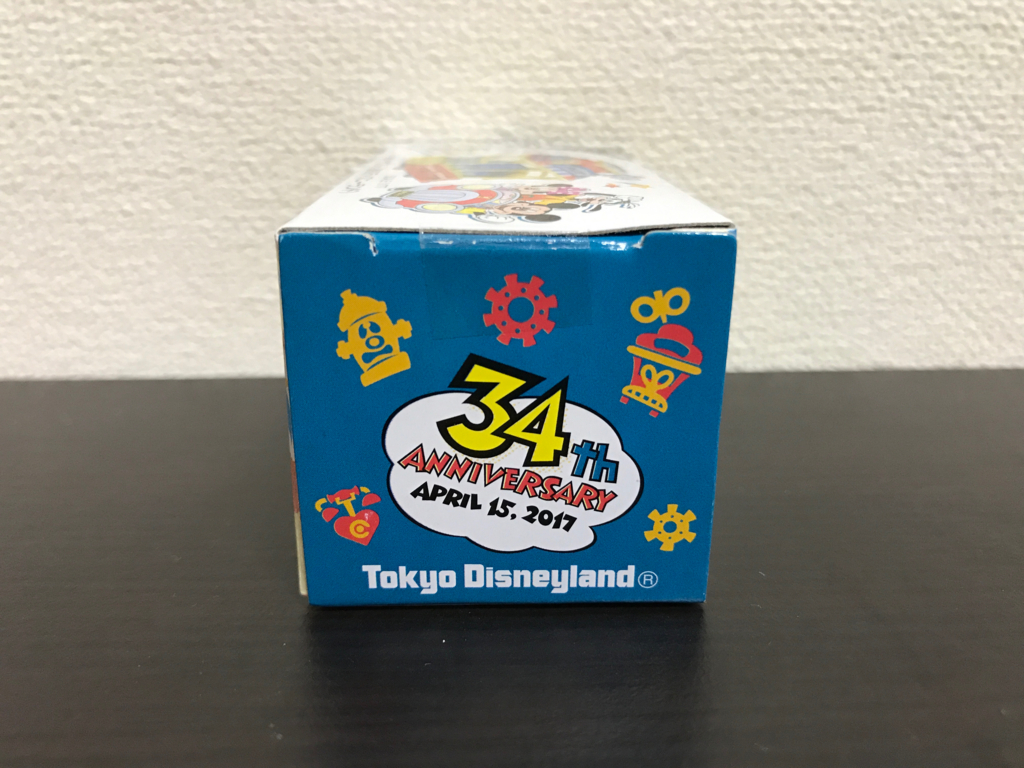 34th
ANNIVERSARY
APRIL 15, 2017
Tokyo Disneyland®